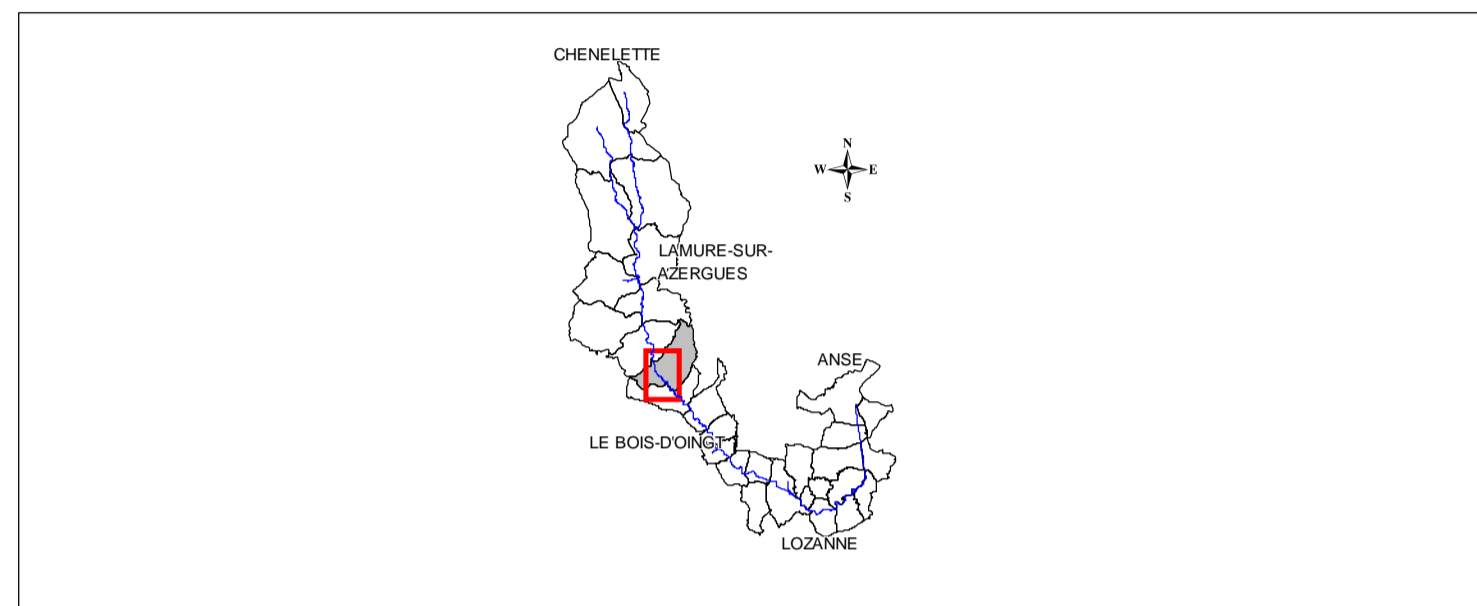 CHENELETTE
N
W E
S
LAMURE-SUR-
AZERGUES
ANSE
LE BOIS-D'OINGT
LOZANNE